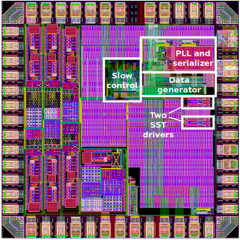 PLL and
serializer
Slow
control
Data
generator
Two
SST
drivers